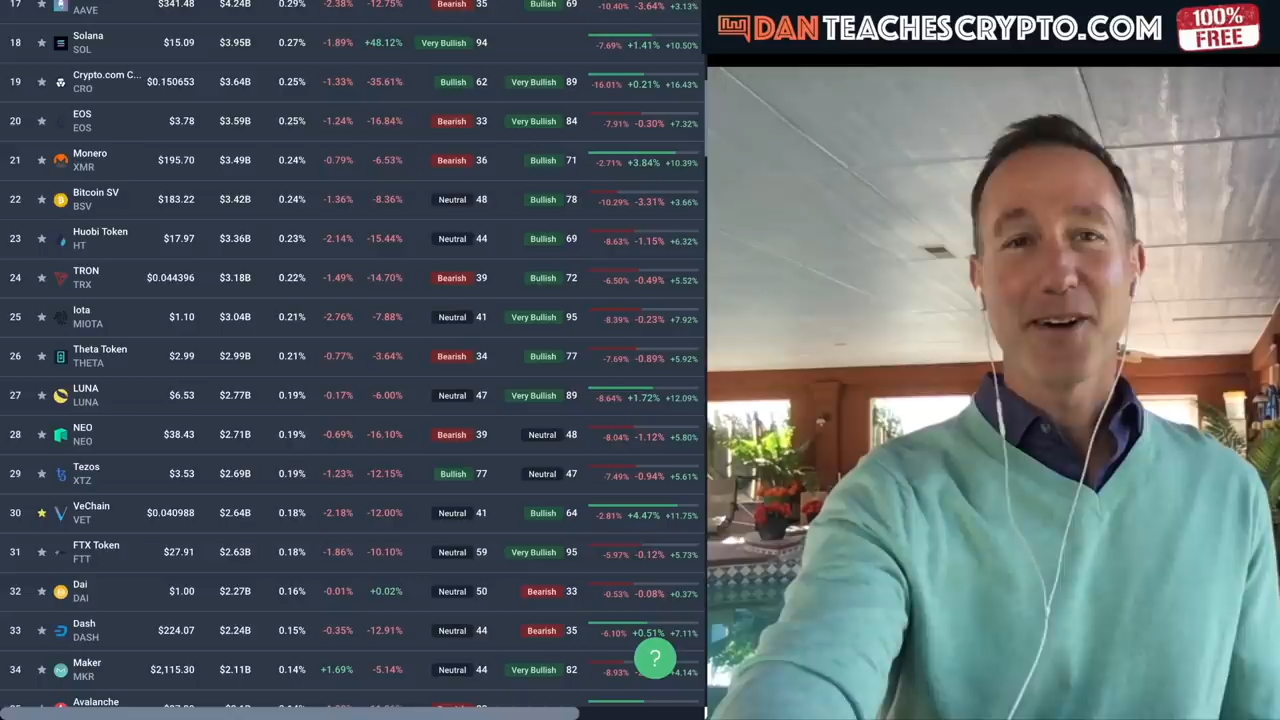 17 AAVE $341.48 $4.24B 0.29% -2.38% -12.75% Bearish 35 Bullish 69 -10.40% -3.64% +3.13%
18 Solana SOL $15.09 $3.95B 0.27% -1.89% +48.12% Very Bullish 94 -7.69% +1.41% +10.50%
19 Crypto.com C... CRO $0.150653 $3.64B 0.25% -1.33% -35.61% Bullish 62 Very Bullish 89 -16.01% +0.21% +16.43%
20 EOS EOS $3.78 $3.59B 0.25% -1.24% -16.84% Bearish 33 Very Bullish 84 -7.91% -0.30% +7.32%
21 Monero XMR $195.70 $3.49B 0.24% -0.79% -6.53% Bearish 36 Bullish 71 -2.71% +3.84% +10.39%
22 Bitcoin SV BSV $183.22 $3.42B 0.24% -1.36% -8.36% Neutral 48 Bullish 78 -10.29% -3.31% +3.66%
23 Huobi Token HT $17.97 $3.36B 0.23% -2.14% -15.44% Neutral 44 Bullish 69 -8.63% -1.15% +6.32%
24 TRON TRX $0.044396 $3.18B 0.22% -1.49% -14.70% Bearish 39 Bullish 72 -6.50% -0.49% +5.52%
25 Iota MIOTA $1.10 $3.04B 0.21% -2.76% -7.88% Neutral 41 Very Bullish 95 -8.39% -0.23% +7.92%
26 Theta Token THETA $2.99 $2.99B 0.21% -0.77% -3.64% Bearish 34 Bullish 77 -7.69% -0.89% +5.92%
27 LUNA LUNA $6.53 $2.77B 0.19% -0.17% -6.00% Neutral 47 Very Bullish 89 -8.64% +1.72% +12.09%
28 NEO NEO $38.43 $2.71B 0.19% -0.69% -16.10% Bearish 39 Neutral 48 -8.04% -1.12% +5.80%
29 Tezos XTZ $3.53 $2.69B 0.19% -1.23% -12.15% Bullish 77 Neutral 47 -7.49% -0.94% +5.61%
30 VeChain VET $0.040988 $2.64B 0.18% -2.18% -12.00% Neutral 41 Bullish 64 -2.81% +4.47% +11.75%
31 FTX Token FTT $27.91 $2.63B 0.18% -1.86% -10.10% Neutral 59 Very Bullish 95 -5.97% -0.12% +5.73%
32 Dai DAI $1.00 $2.27B 0.16% -0.01% +0.02% Neutral 50 Bearish 33 -0.53% -0.08% +0.37%
33 Dash DASH $224.07 $2.24B 0.15% -0.35% -12.91% Neutral 44 Bearish 35 -6.10% +0.51% +7.11%
34 Maker MKR $2,115.30 $2.11B 0.14% +1.69% -5.14% Neutral 44 Very Bullish 82 -8.93% +4.14%
Avalanche
?
DANTEACHESCRYPTO.COM
100%
FREE